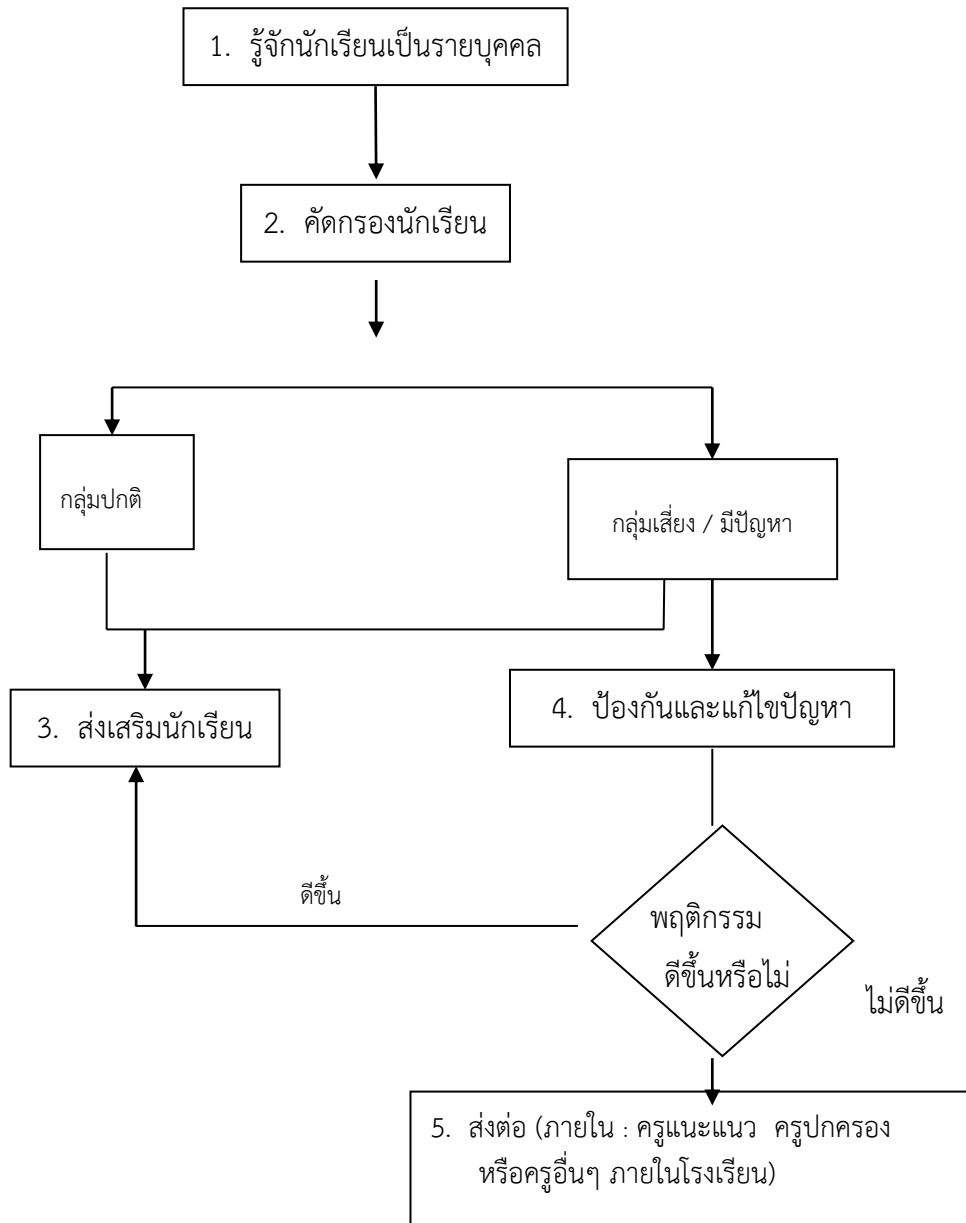 1. รู้จักนักเรียนเป็นรายบุคคล
2. คัดกรองนักเรียน
กลุ่มปกติ
กลุ่มเสี่ยง / มีปัญหา
3. ส่งเสริมนักเรียน
4. ป้องกันและแก้ไขปัญหา
ดีขึ้น
พฤติกรรม
ดีขึ้นหรือไม่
ไม่ดีขึ้น
5. ส่งต่อ (ภายใน : ครูแนะแนว ครูปกครอง
หรือครูอื่นๆ ภายในโรงเรียน)